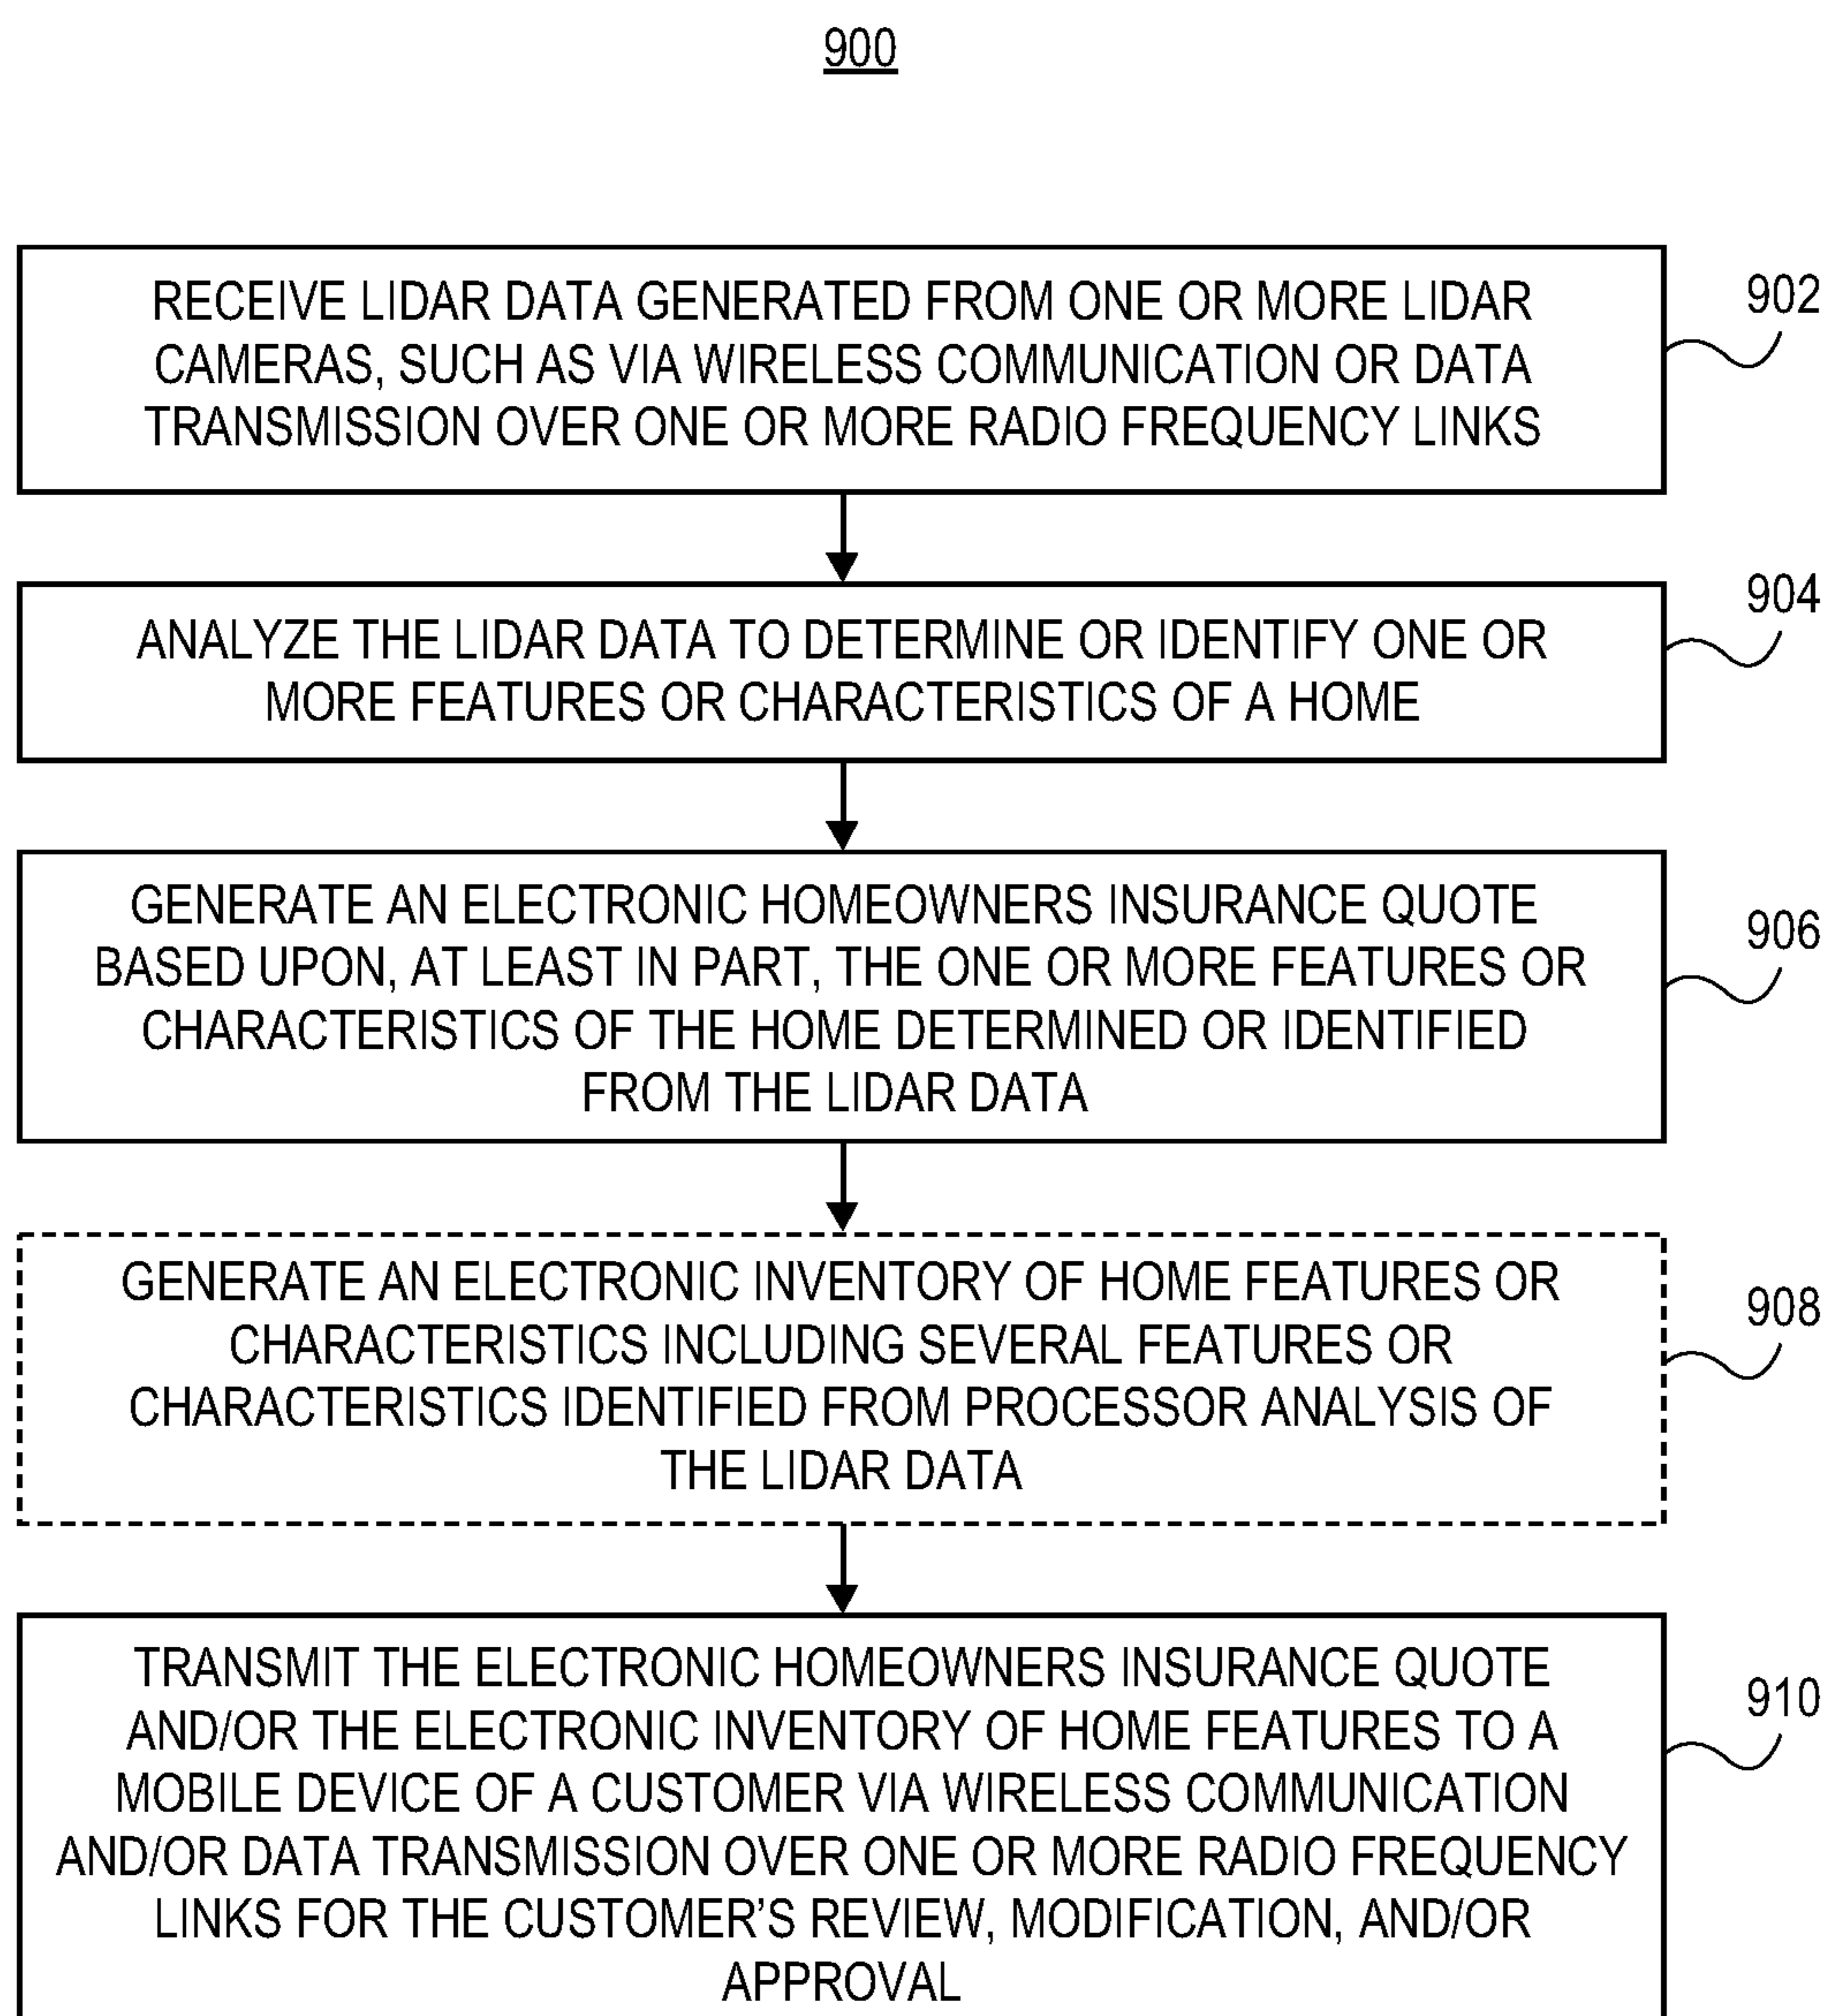 900
RECEIVE LIDAR DATA GENERATED FROM ONE OR MORE LIDAR
CAMERAS, SUCH AS VIA WIRELESS COMMUNICATION OR DATA
TRANSMISSION OVER ONE OR MORE RADIO FREQUENCY LINKS
902
ANALYZE THE LIDAR DATA TO DETERMINE OR IDENTIFY ONE OR
MORE FEATURES OR CHARACTERISTICS OF A HOME
904
GENERATE AN ELECTRONIC HOMEOWNERS INSURANCE QUOTE
BASED UPON, AT LEAST IN PART, THE ONE OR MORE FEATURES OR
CHARACTERISTICS OF THE HOME DETERMINED OR IDENTIFIED
FROM THE LIDAR DATA
906
GENERATE AN ELECTRONIC INVENTORY OF HOME FEATURES OR
CHARACTERISTICS INCLUDING SEVERAL FEATURES OR
CHARACTERISTICS IDENTIFIED FROM PROCESSOR ANALYSIS OF
THE LIDAR DATA
908
TRANSMIT THE ELECTRONIC HOMEOWNERS INSURANCE QUOTE
AND/OR THE ELECTRONIC INVENTORY OF HOME FEATURES TO A
MOBILE DEVICE OF A CUSTOMER VIA WIRELESS COMMUNICATION
AND/OR DATA TRANSMISSION OVER ONE OR MORE RADIO FREQUENCY
LINKS FOR THE CUSTOMER’S REVIEW, MODIFICATION, AND/OR
APPROVAL
910